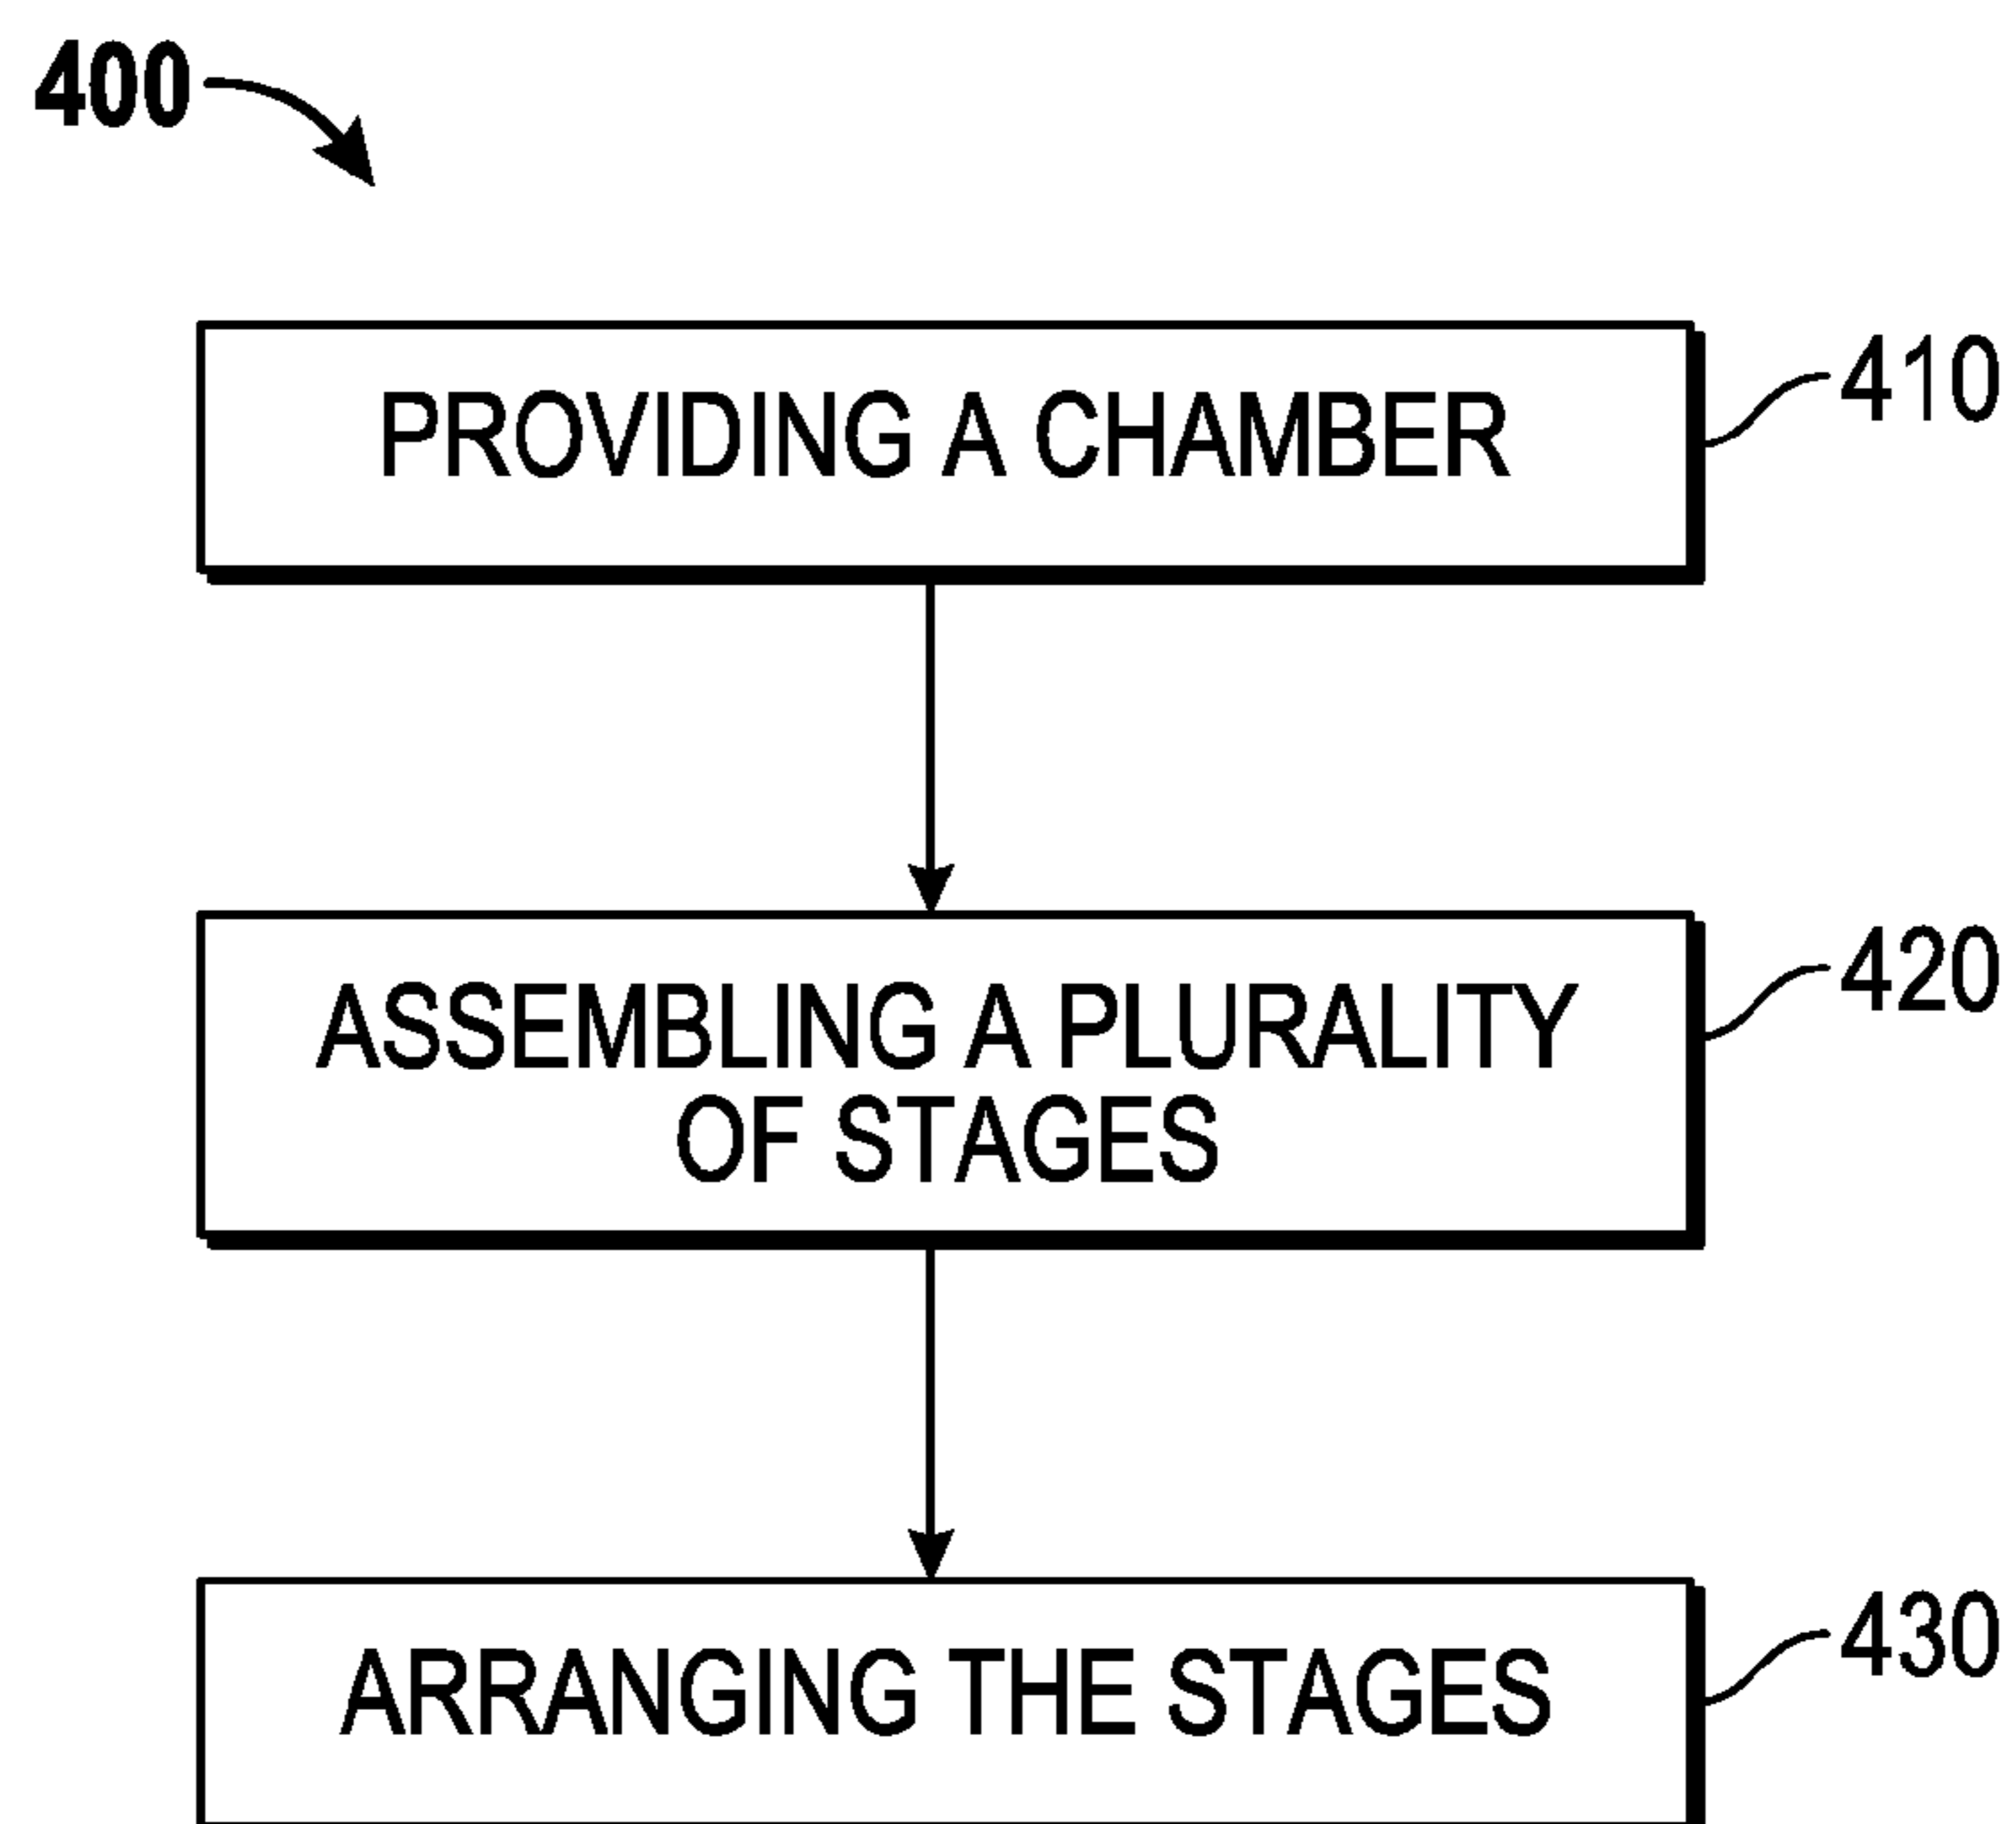 400
PROVIDING A CHAMBER
410
ASSEMBLING A PLURALITY
OF STAGES
420
ARRANGING THE STAGES
430